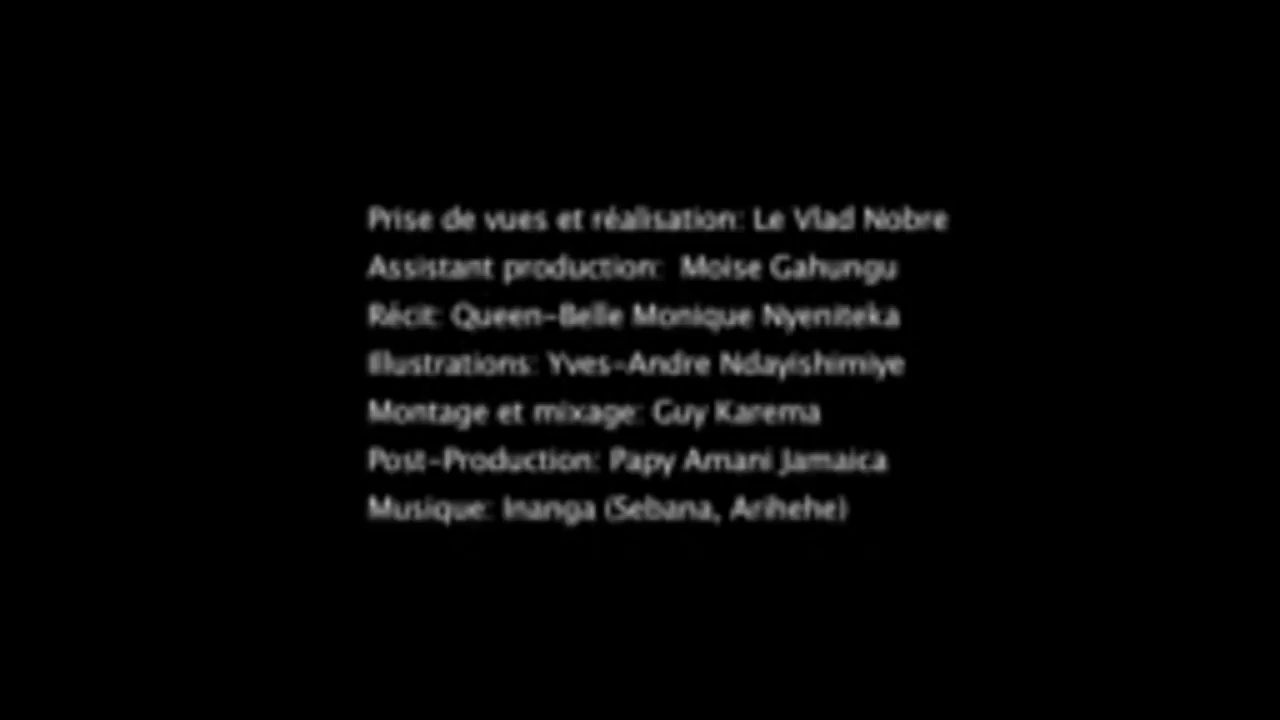 Prise de vues et réalisation: Le Vlad Nobre
Assistant production: Moise Gahungu
Récit: Queen-Belle Monique Nyeniteka
Illustrations: Yves-Andre Ndayishimiye
Montage et mixage: Guy Karema
Post-Production: Papy Amani Jamaica
Musique: Inanga (Sebana, Arihehe)